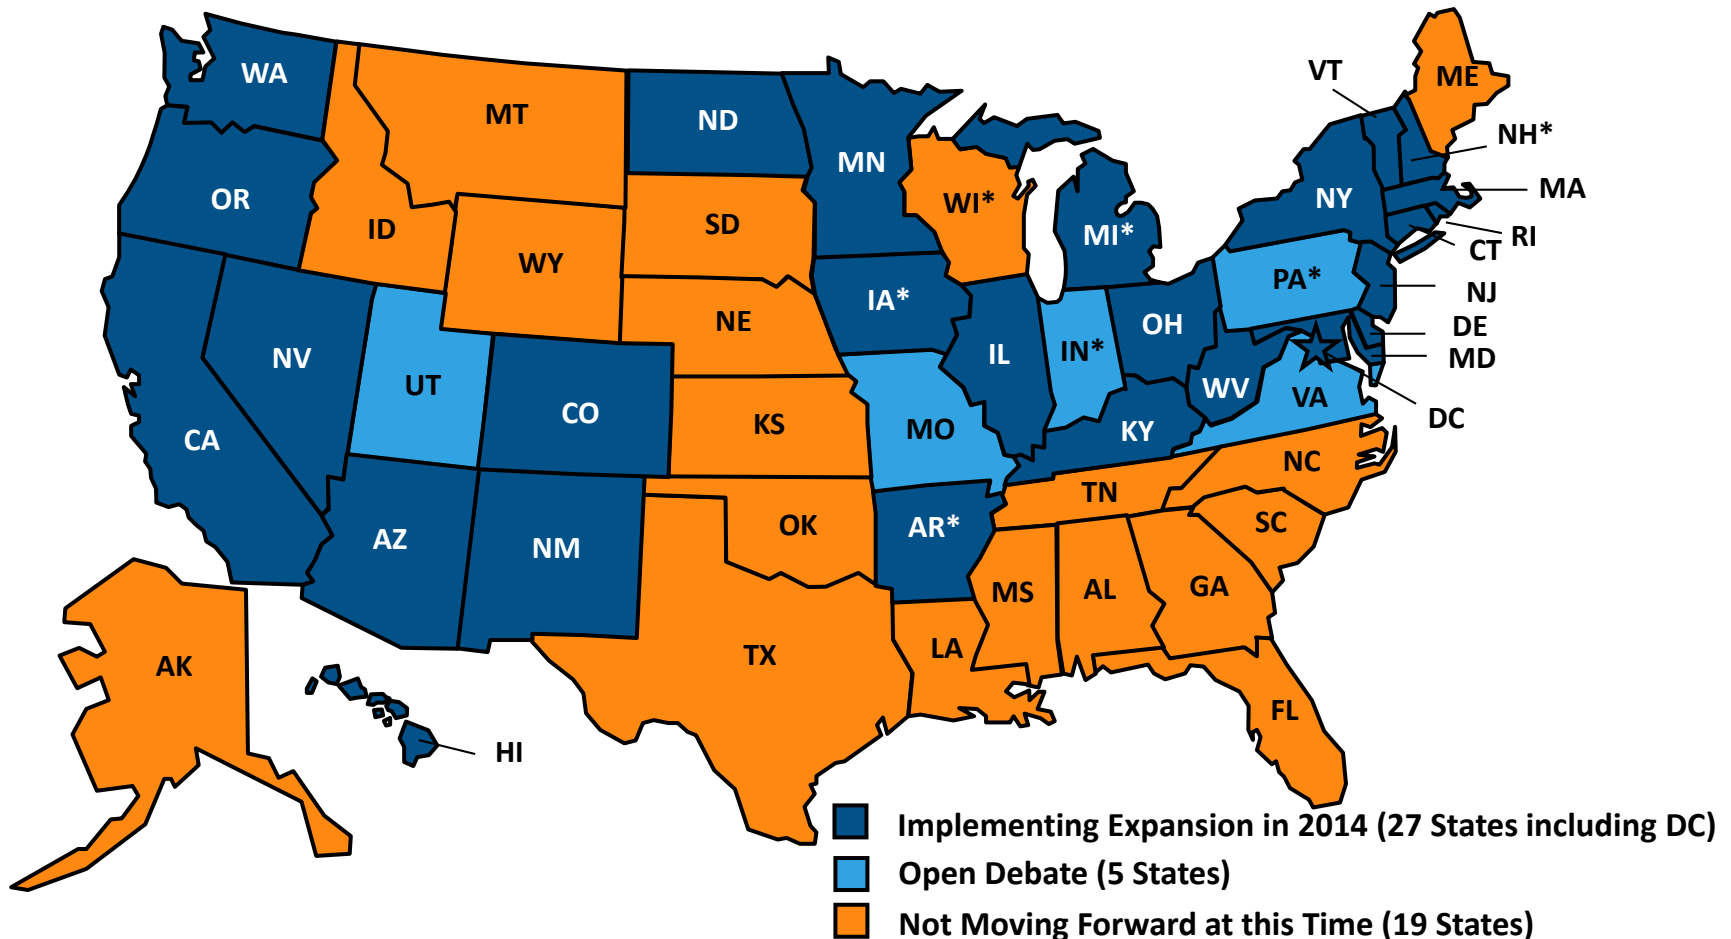 WA
MT
ND
MN
VT
ME
NH*
OR
ID
WY
SD
WI*
MI*
NY
MA
RI
CT
NV
UT
CO
NE
IA*
IL
IN*
OH
PA*
NJ
DE
MD
DC
CA
KS
MO
KY
WV
VA
AZ
NM
OK
AR*
TN
NC
SC
AK
HI
TX
LA
MS
AL
GA
FL
Implementing Expansion in 2014 (27 States including DC)
Open Debate (5 States)
Not Moving Forward at this Time (19 States)